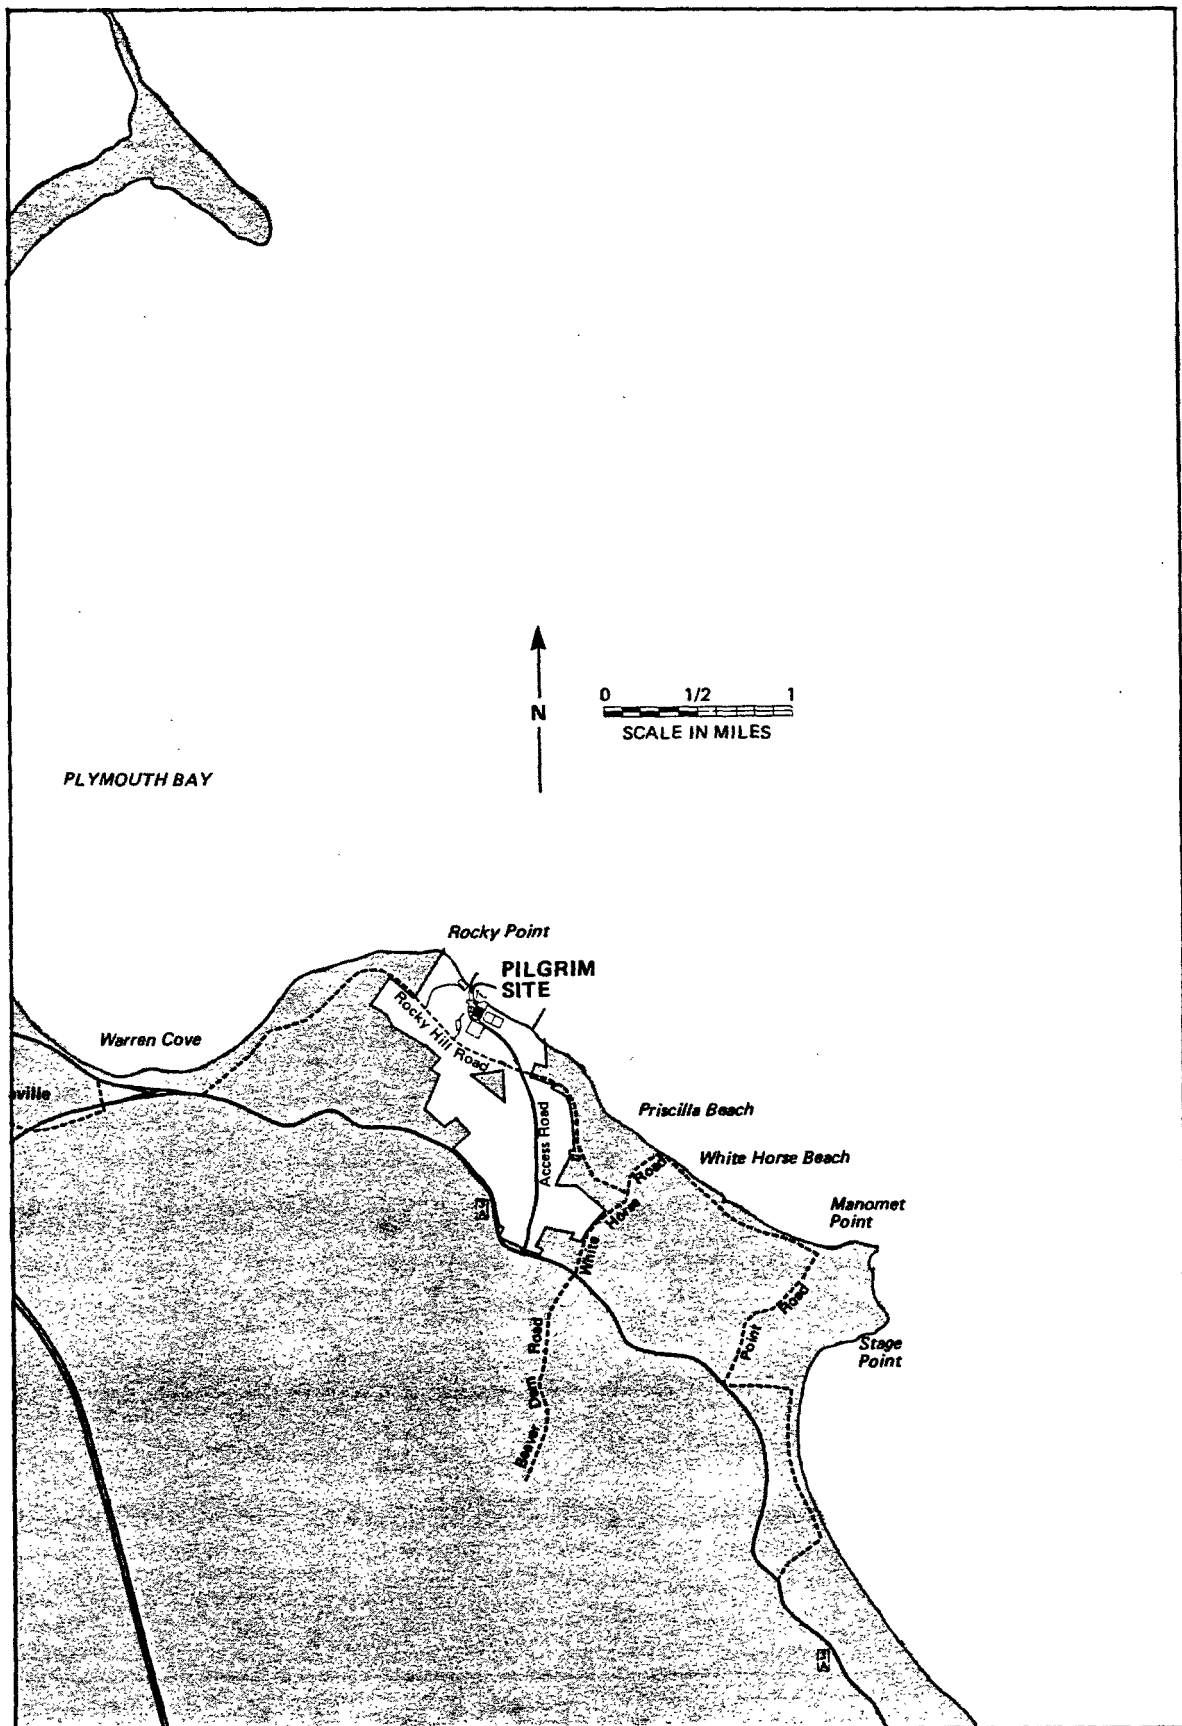 0 1/2 1
N
SCALE IN MILES
PLYMOUTH BAY
Rocky Point
PILGRIM
SITE
Rocky Hill Road
Warren Cove
ville
Access Road
Priscilla Beach
White Horse Beach
White Horse Road
Manomet
Point
Point Road
Stage
Point
Beaver Dam Road